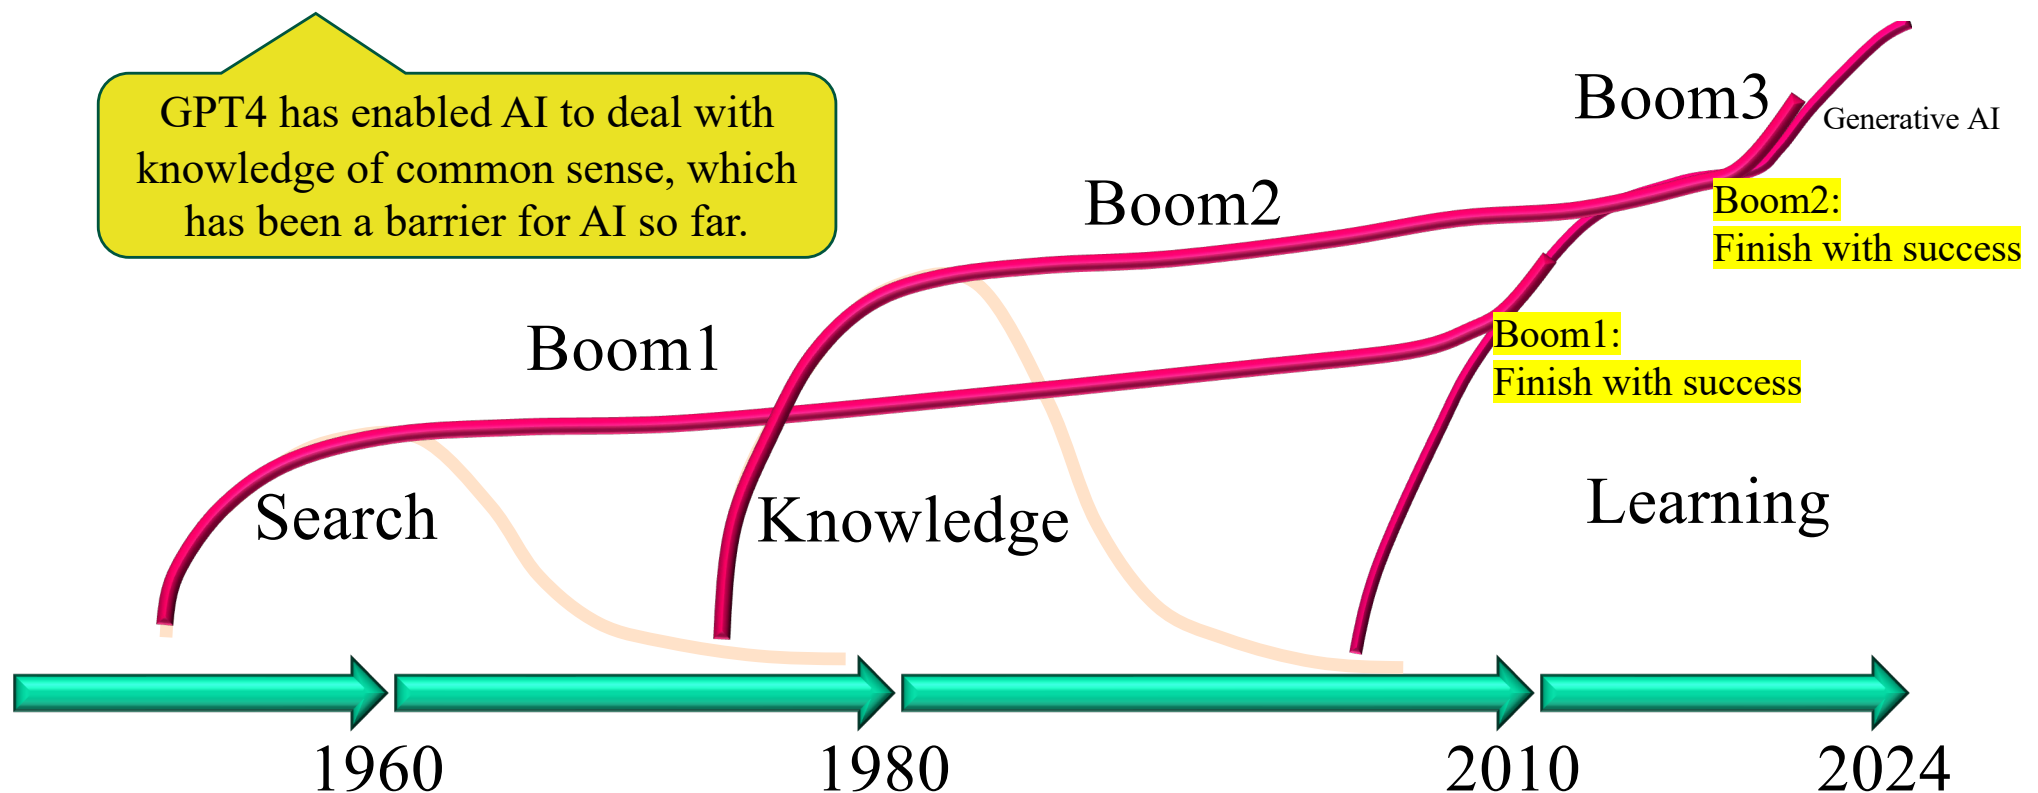 GPT4 has enabled AI to deal with
knowledge of common sense, which
has been a barrier for AI so far.
Boom3
Generative AI
Boom2
Boom2:
Finish with success
Boom1
Boom1:
Finish with success
Search
Knowledge
Learning
1960
1980
2010
2024